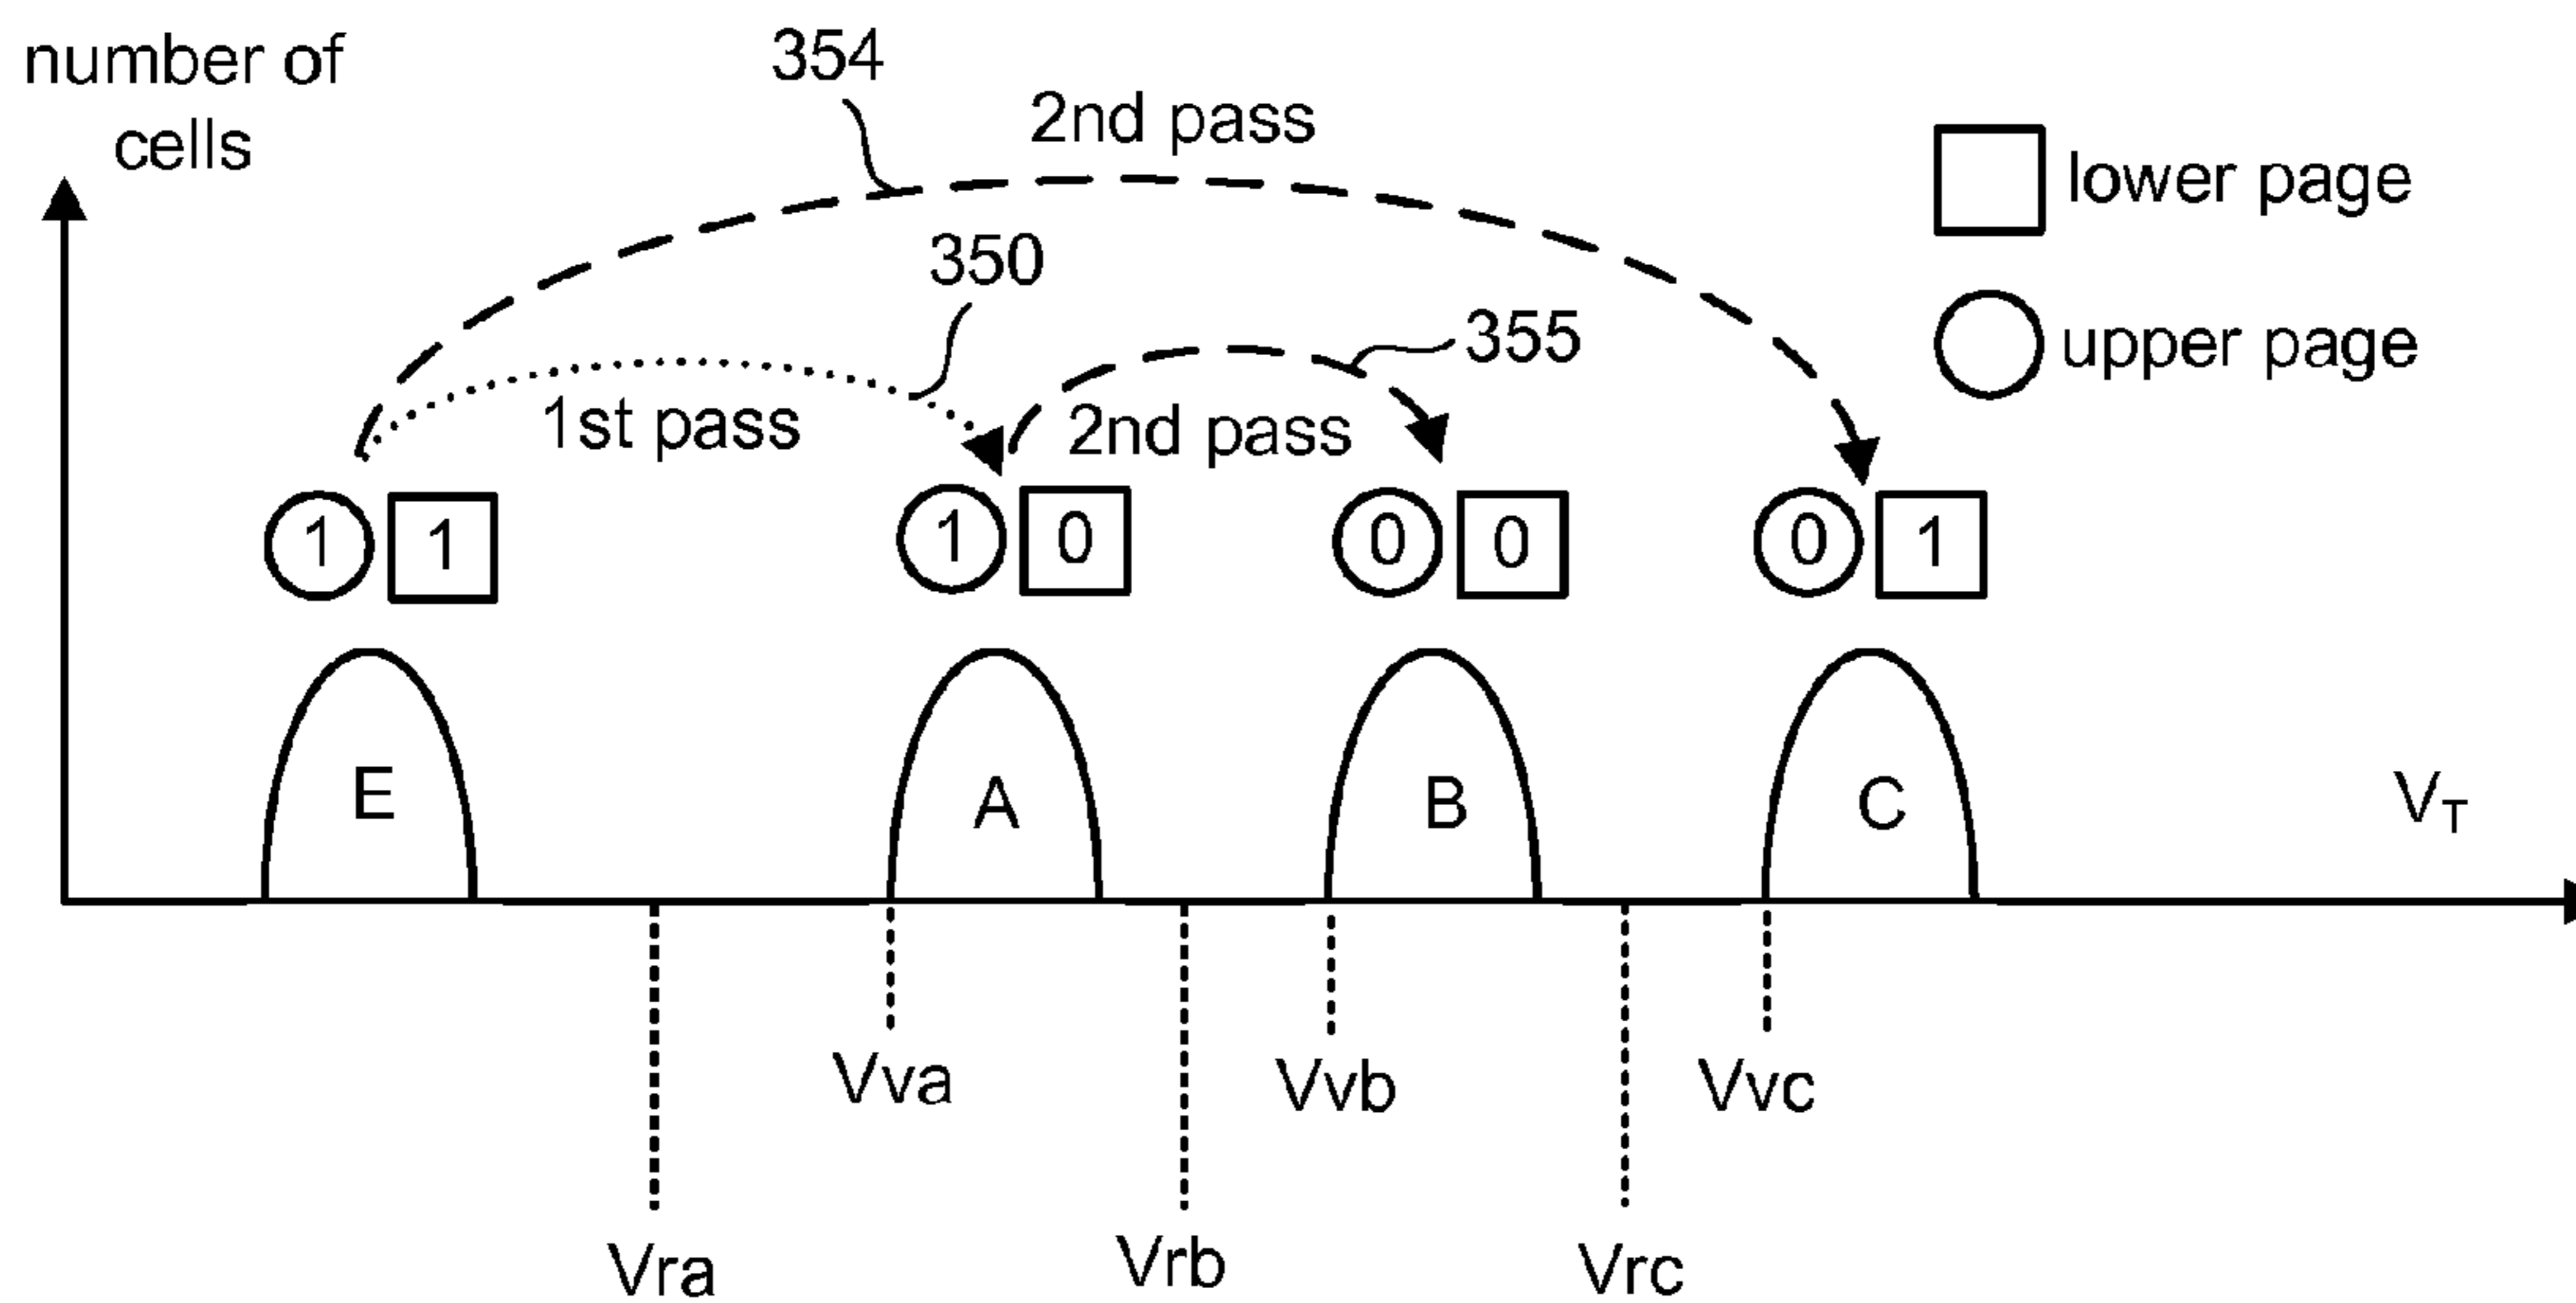 number of
cells
354
2nd pass
lower page
350
upper page
355
1st pass
2nd pass
1 1
1 0
0 0
0 1
E
A
B
C
VT
Vva
Vvb
Vvc
Vra
Vrb
Vrc